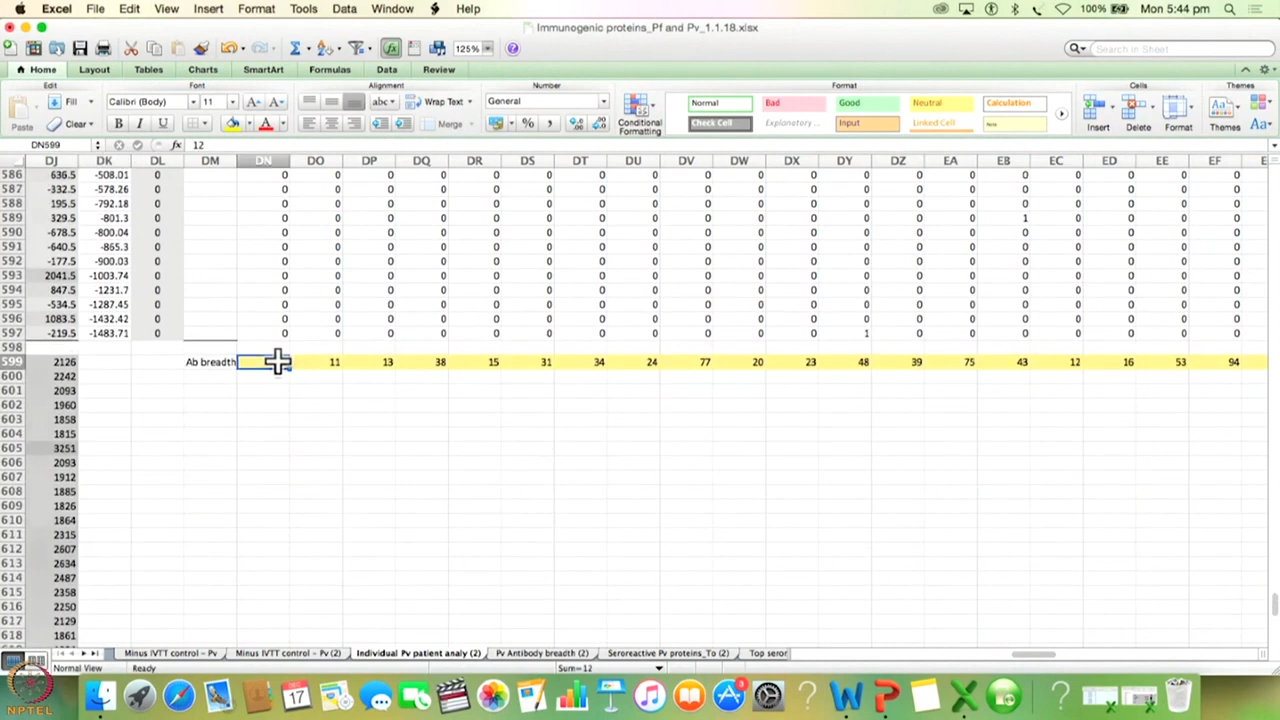 Excel File Edit View Insert Format Tools Data Window Help 100% Mon 5:44 pm
Immunogenic proteins_Pf and Pv_1.1.18.xlsx
125% Search in Sheet
Home Layout Tables Charts SmartArt Formulas Data Review
Edit Font Alignment Number Format Cells Themes
Fill Calibri (Body) 11 abc Wrap Text General Normal Bad Good Neutral Calculation
Paste Clear B I U Merge % Conditional Formatting Check Cell Explanatory ... Input Linked Cell Note Insert Delete Format Themes Aa
DN599 fx 12
DJ DK DL DM DN DO DP DQ DR DS DT DU DV DW DX DY DZ EA EB EC ED EE EF E
586 636.5 -508.01 0 0 0 0 0 0 0 0 0 0 0 0 0 0 0 0 0 0 0 0
587 -332.5 -578.26 0 0 0 0 0 0 0 0 0 0 0 0 0 0 0 0 0 0 0 0
588 195.5 -792.18 0 0 0 0 0 0 0 0 0 0 0 0 0 0 0 0 0 0 0 0
589 329.5 -801.3 0 0 0 0 0 0 0 0 0 0 0 0 0 0 0 1 0 0 0 0
590 -678.5 -800.04 0 0 0 0 0 0 0 0 0 0 0 0 0 0 0 0 0 0 0 0
591 -640.5 -865.3 0 0 0 0 0 0 0 0 0 0 0 0 0 0 0 0 0 0 0 0
592 -177.5 -900.03 0 0 0 0 0 0 0 0 0 0 0 0 0 0 0 0 0 0 0 0
593 2041.5 -1003.74 0 0 0 0 0 0 0 0 0 0 0 0 0 0 0 0 0 0 0 0
594 847.5 -1231.7 0 0 0 0 0 0 0 0 0 0 0 0 0 0 0 0 0 0 0 0
595 -534.5 -1287.45 0 0 0 0 0 0 0 0 0 0 0 0 0 0 0 0 0 0 0 0
596 1083.5 -1432.42 0 0 0 0 0 0 0 0 0 0 0 0 0 0 0 0 0 0 0 0
597 -219.5 -1483.71 0 0 0 0 0 0 0 0 0 0 0 0 1 0 0 0 0 0 0 0
598
599 2126 Ab breadth 11 13 38 15 31 34 24 77 20 23 48 39 75 43 12 16 53 94
600 2242
601 2093
602 1960
603 1858
604 1815
605 3251
606 2093
607 1912
608 1885
609 1826
610 1864
611 2315
612 2607
613 2634
614 2487
615 2358
616 2250
617 2129
618 1861
Minus IVTT control - Pv Minus IVTT control - Pv (2) Individual Pv patient analy (2) Pv Antibody breadth (2) Seroreactive Pv proteins_To (2) Top seror
Normal View Ready Sum=12
17 3
NPTEL